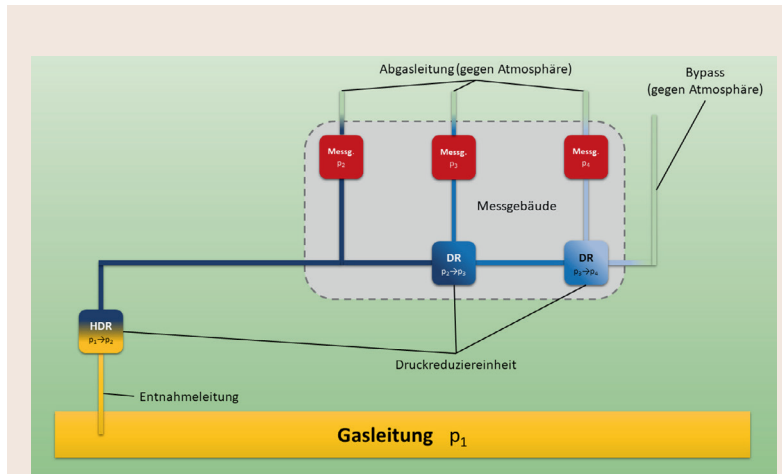 Abgasleitung (gegen Atmosphäre)
Bypass
(gegen Atmosphäre)
Messg.
p₂
Messg.
p₃
Messg.
p₄
Messgebäude
DR
p₂→p₃
DR
p₃→p₄
HDR
p₁→p₂
Druckreduziereinheit
Entnahmeleitung
Gasleitung p₁